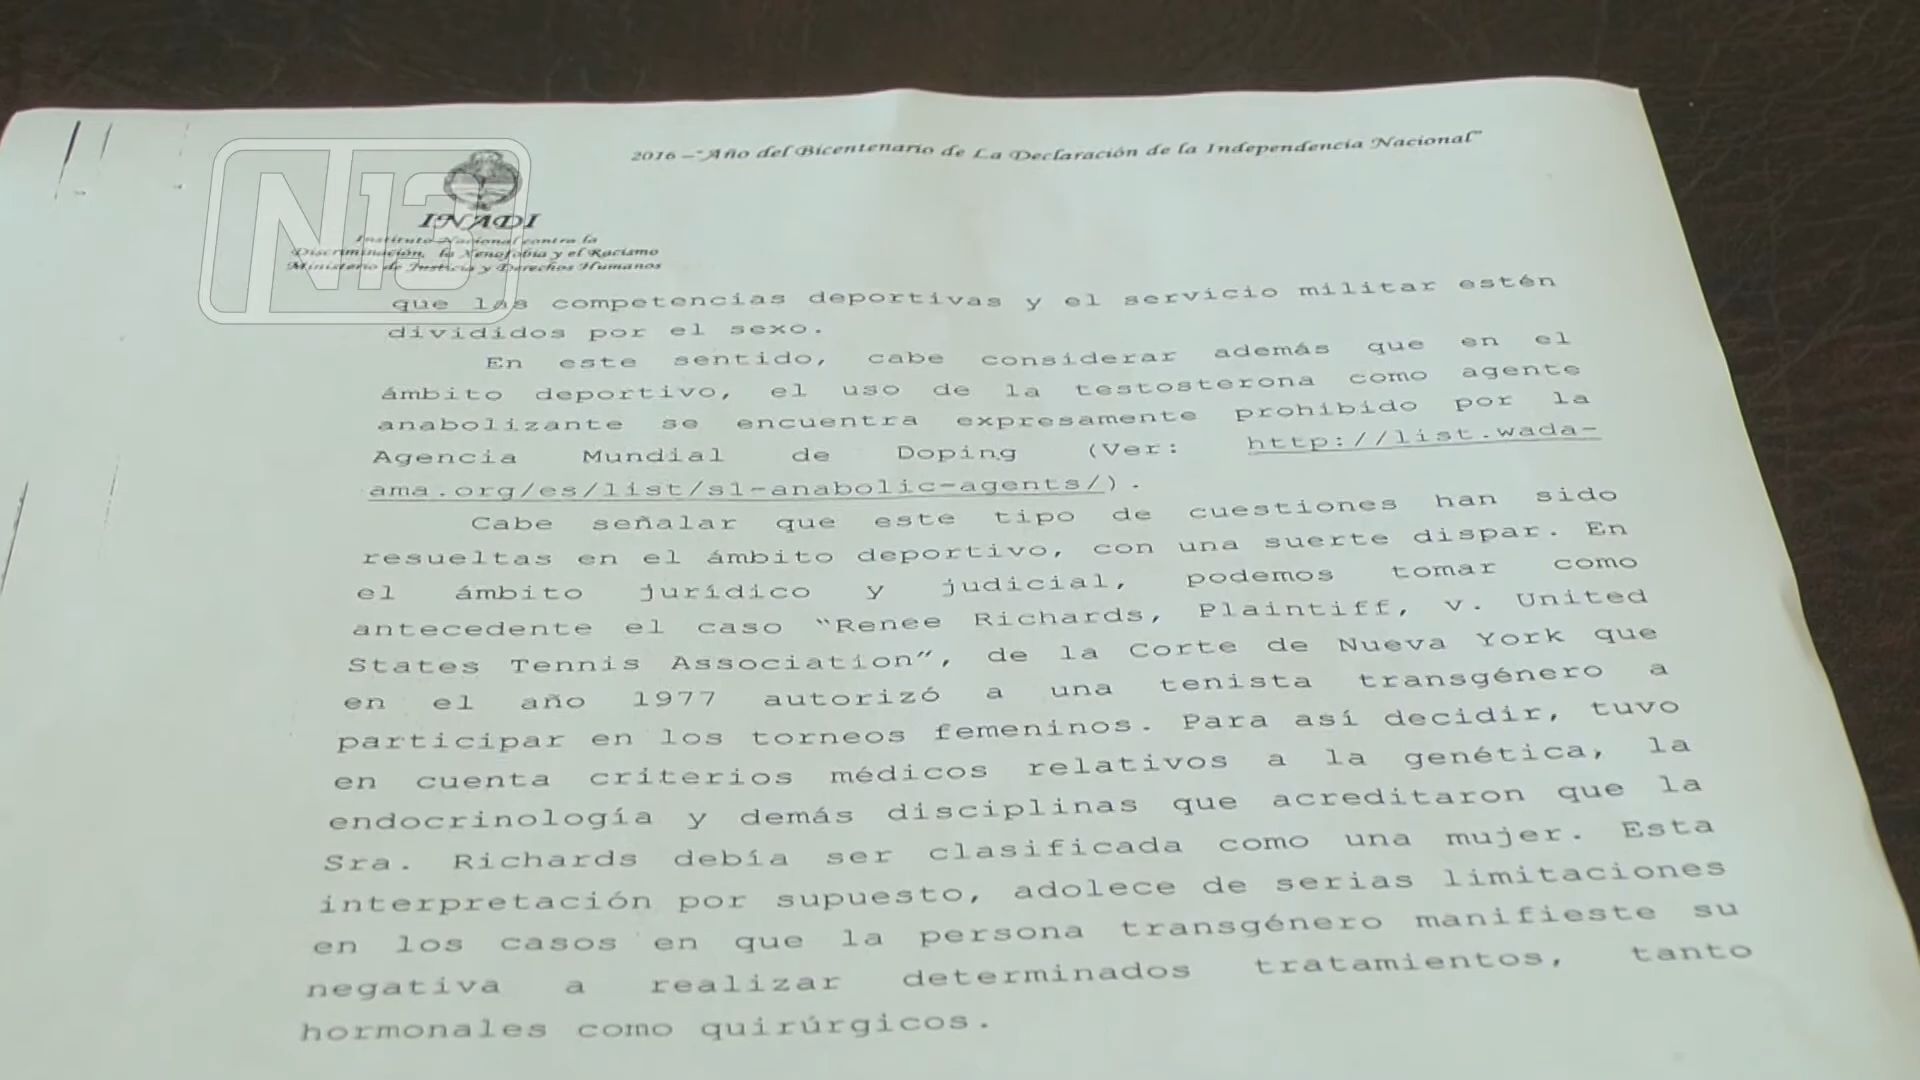 N13
2016 –"Año del Bicentenario de La Declaración de la Independencia Nacional"
INADI
Instituto Nacional contra la
Discriminación, la Xenofobia y el Racismo
Ministerio de Justicia y Derechos Humanos
que las competencias deportivas y el servicio militar estén
divididos por el sexo.
En este sentido, cabe considerar además que en el
ámbito deportivo, el uso de la testosterona como agente
anabolizante se encuentra expresamente prohibido por la
Agencia Mundial de Doping (Ver: http://list.wada-
ama.org/es/list/s1-anabolic-agents/).
Cabe señalar que este tipo de cuestiones han sido
resueltas en el ámbito deportivo, con una suerte dispar. En
el ámbito jurídico y judicial, podemos tomar como
antecedente el caso "Renee Richards, Plaintiff, v. United
States Tennis Association", de la Corte de Nueva York que
en el año 1977 autorizó a una tenista transgénero a
participar en los torneos femeninos. Para así decidir, tuvo
en cuenta criterios médicos relativos a la genética, la
endocrinología y demás disciplinas que acreditaron que la
Sra. Richards debía ser clasificada como una mujer. Esta
interpretación por supuesto, adolece de serias limitaciones
en los casos en que la persona transgénero manifieste su
negativa a realizar determinados tratamientos, tanto
hormonales como quirúrgicos.